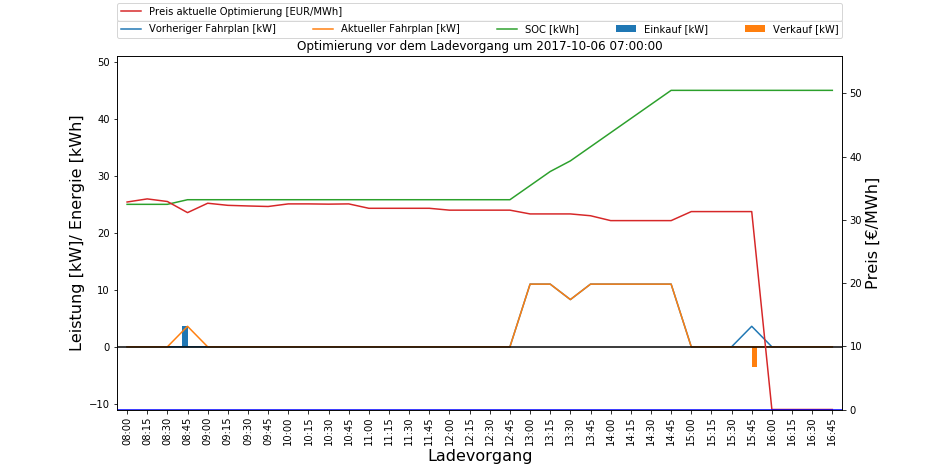 Preis aktuelle Optimierung [EUR/MWh]
Vorheriger Fahrplan [kW] Aktueller Fahrplan [kW] SOC [kWh] Einkauf [kW] Verkauf [kW]
Optimierung vor dem Ladevorgang um 2017-10-06 07:00:00
Leistung [kW]/ Energie [kWh]
50
40
30
20
10
0
−10
50
40
30
20
10
0
Preis [€/MWh]
08:00 08:15 08:30 08:45 09:00 09:15 09:30 09:45 10:00 10:15 10:30 10:45 11:00 11:15 11:30 11:45 12:00 12:15 12:30 12:45 13:00 13:15 13:30 13:45 14:00 14:15 14:30 14:45 15:00 15:15 15:30 15:45 16:00 16:15 16:30 16:45
Ladevorgang